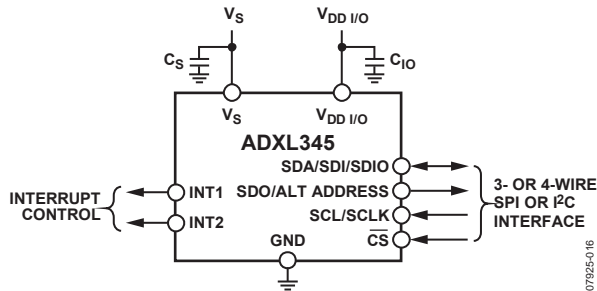 VS
VDD I/O
CS
CIO
VS
VDD I/O
ADXL345
SDA/SDI/SDIO
SDO/ALT ADDRESS
SCL/SCLK
CS
INT1
INT2
GND
INTERRUPT
CONTROL
3- OR 4-WIRE
SPI OR I2C
INTERFACE
07925-016